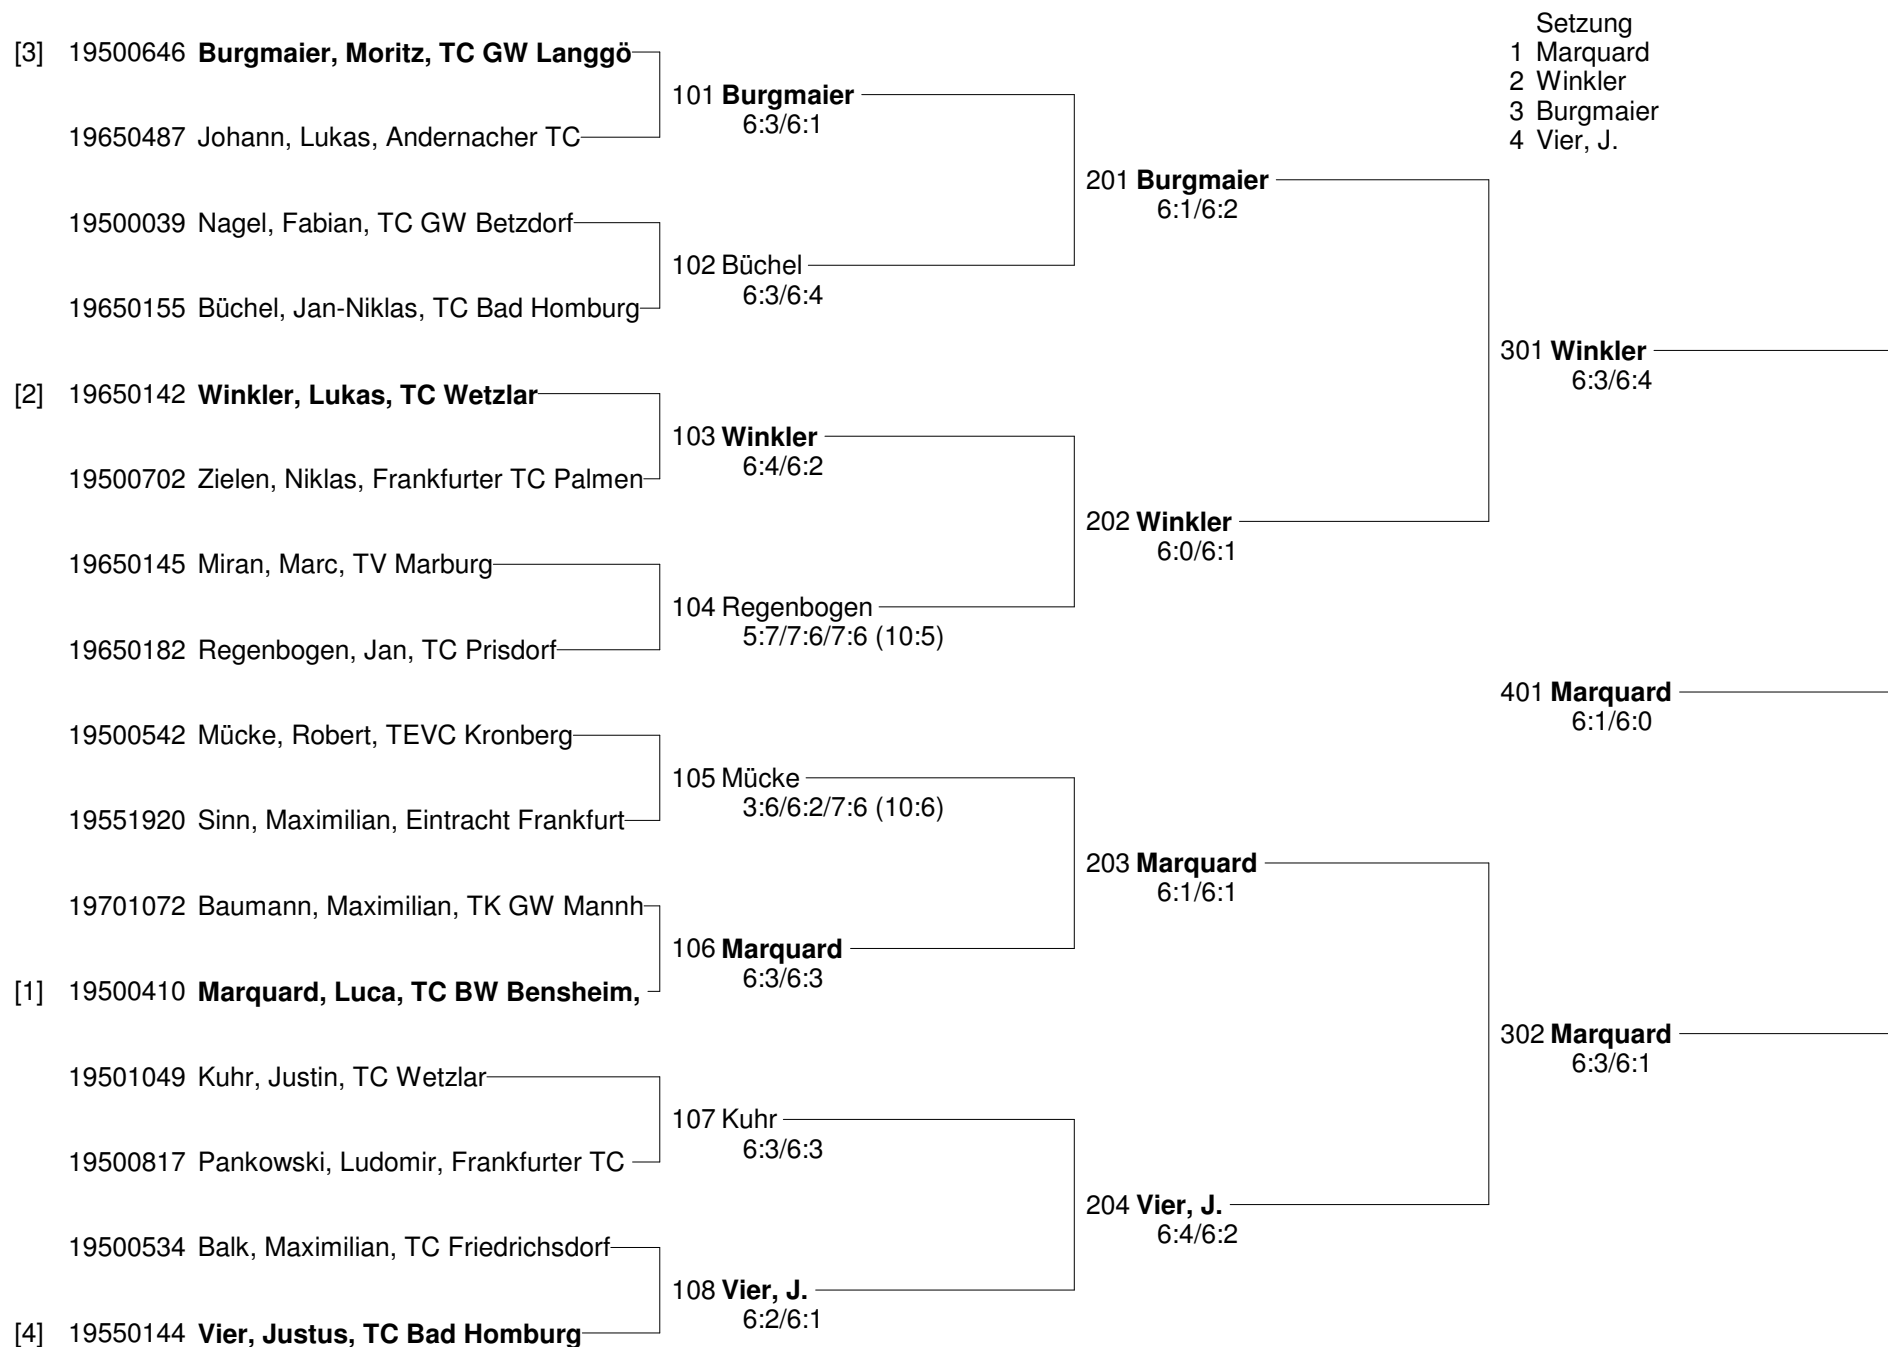 Setzung
1 Marquard
2 Winkler
3 Burgmaier
4 Vier, J.
[3] 19500646 Burgmaier, Moritz, TC GW Langgö
101 Burgmaier
6:3/6:1
19650487 Johann, Lukas, Andernacher TC
201 Burgmaier
6:1/6:2
19500039 Nagel, Fabian, TC GW Betzdorf
102 Büchel
6:3/6:4
19650155 Büchel, Jan-Niklas, TC Bad Homburg
301 Winkler
6:3/6:4
[2] 19650142 Winkler, Lukas, TC Wetzlar
103 Winkler
6:4/6:2
19500702 Zielen, Niklas, Frankfurter TC Palmen
202 Winkler
6:0/6:1
19650145 Miran, Marc, TV Marburg
104 Regenbogen
5:7/7:6/7:6 (10:5)
19650182 Regenbogen, Jan, TC Prisdorf
401 Marquard
6:1/6:0
19500542 Mücke, Robert, TEVC Kronberg
105 Mücke
3:6/6:2/7:6 (10:6)
19551920 Sinn, Maximilian, Eintracht Frankfurt
203 Marquard
6:1/6:1
19701072 Baumann, Maximilian, TK GW Mannh
106 Marquard
6:3/6:3
[1] 19500410 Marquard, Luca, TC BW Bensheim,
302 Marquard
6:3/6:1
19501049 Kuhr, Justin, TC Wetzlar
107 Kuhr
6:3/6:3
19500817 Pankowski, Ludomir, Frankfurter TC
204 Vier, J.
6:4/6:2
19500534 Balk, Maximilian, TC Friedrichsdorf
108 Vier, J.
6:2/6:1
[4] 19550144 Vier, Justus, TC Bad Homburg